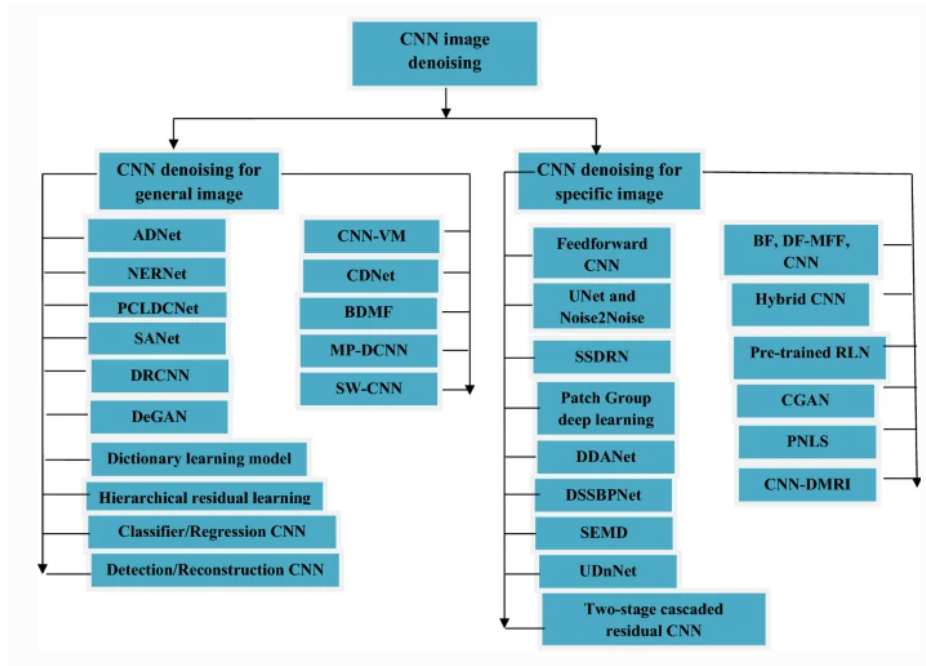 CNN image
denoising
CNN denoising for
general image
ADNet
NERNet
PCLDCNet
SANet
DRCNN
DeGAN
Dictionary learning model
Hierarchical residual learning
Classifier/Regression CNN
Detection/Reconstruction CNN
CNN-VM
CDNet
BDMF
MP-DCNN
SW-CNN
CNN denoising for
specific image
Feedforward
CNN
UNet and
Noise2Noise
SSDRN
Patch Group
deep learning
DDANet
DSSBPNet
SEMD
UDnNet
Two-stage cascaded
residual CNN
BF, DF-MFF,
CNN
Hybrid CNN
Pre-trained RLN
CGAN
PNLS
CNN-DMRI